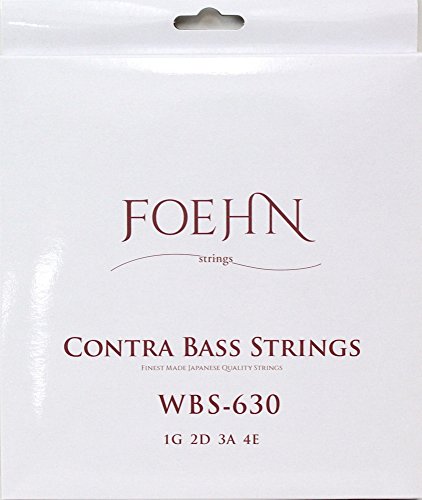 FOEHN
strings
CONTRA BASS STRINGS
FINEST MADE JAPANESE QUALITY STRINGS
WBS-630
1G 2D 3A 4E